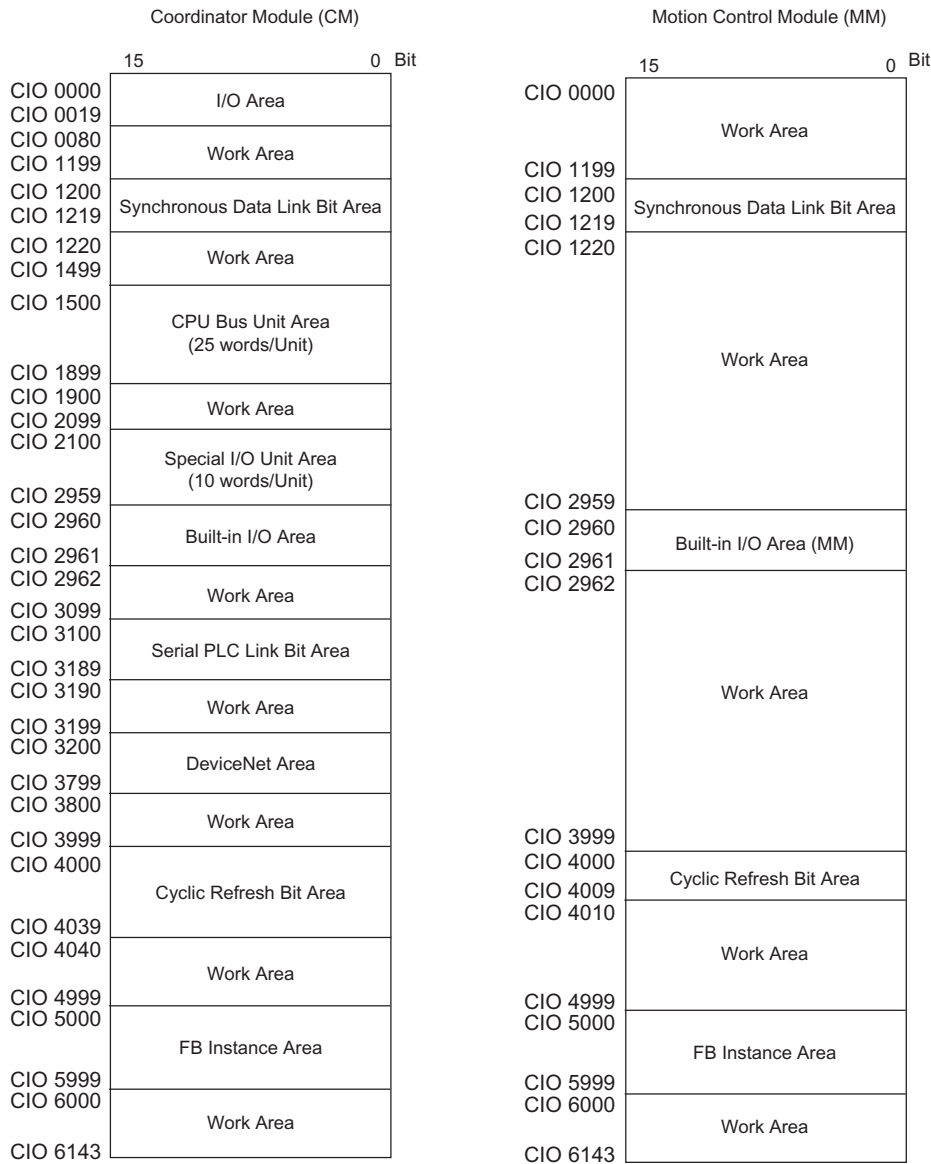 Coordinator Module (CM)
15 0 Bit
CIO 0000
I/O Area
CIO 0019
CIO 0080
Work Area
CIO 1199
CIO 1200
Synchronous Data Link Bit Area
CIO 1219
CIO 1220
Work Area
CIO 1499
CIO 1500
CPU Bus Unit Area
(25 words/Unit)
CIO 1899
CIO 1900
Work Area
CIO 2099
CIO 2100
Special I/O Unit Area
(10 words/Unit)
CIO 2959
CIO 2960
Built-in I/O Area
CIO 2961
CIO 2962
Work Area
CIO 3099
CIO 3100
Serial PLC Link Bit Area
CIO 3189
CIO 3190
Work Area
CIO 3199
CIO 3200
DeviceNet Area
CIO 3799
CIO 3800
Work Area
CIO 3999
CIO 4000
Cyclic Refresh Bit Area
CIO 4039
CIO 4040
Work Area
CIO 4999
CIO 5000
FB Instance Area
CIO 5999
CIO 6000
Work Area
CIO 6143
Motion Control Module (MM)
15 0 Bit
CIO 0000
Work Area
CIO 1199
CIO 1200
Synchronous Data Link Bit Area
CIO 1219
CIO 1220
Work Area
CIO 2959
CIO 2960
Built-in I/O Area (MM)
CIO 2961
CIO 2962
Work Area
CIO 3999
CIO 4000
Cyclic Refresh Bit Area
CIO 4009
CIO 4010
Work Area
CIO 4999
CIO 5000
FB Instance Area
CIO 5999
CIO 6000
Work Area
CIO 6143